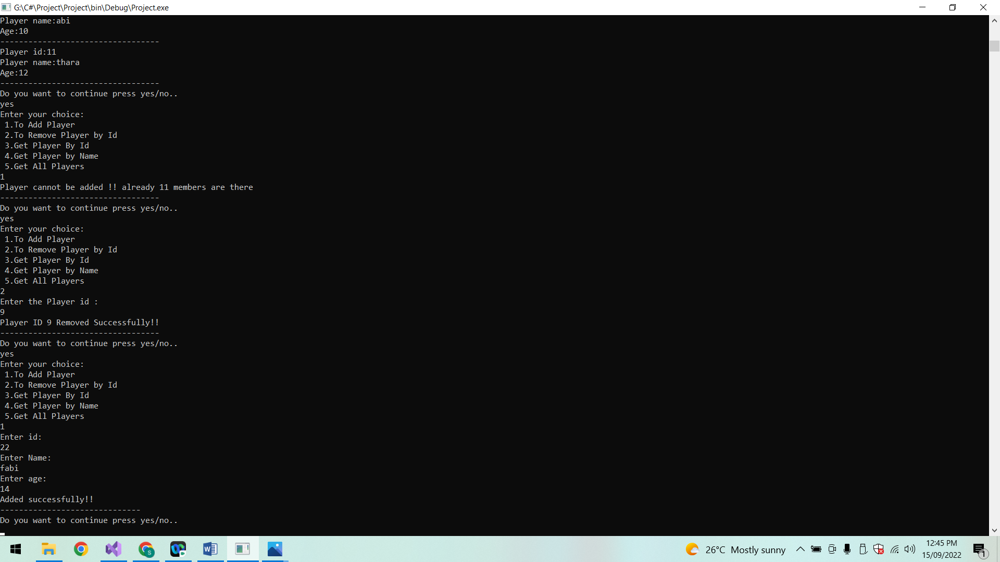 G:\C#\Project\Project\bin\Debug\Project.exe
Player name:abi
Age:10
----------------------------------
Player id:11
Player name:thara
Age:12
----------------------------------
Do you want to continue press yes/no..
yes
Enter your choice:
 1.To Add Player
 2.To Remove Player by Id
 3.Get Player By Id
 4.Get Player by Name
 5.Get All Players
1
Player cannot be added !! already 11 members are there
----------------------------------
Do you want to continue press yes/no..
yes
Enter your choice:
 1.To Add Player
 2.To Remove Player by Id
 3.Get Player By Id
 4.Get Player by Name
 5.Get All Players
2
Enter the Player id :
9
Player ID 9 Removed Successfully!!
----------------------------------
Do you want to continue press yes/no..
yes
Enter your choice:
 1.To Add Player
 2.To Remove Player by Id
 3.Get Player By Id
 4.Get Player by Name
 5.Get All Players
1
Enter id:
22
Enter Name:
fabi
Enter age:
14
Added successfully!!
------------------------------
Do you want to continue press yes/no..
26°C Mostly sunny
12:45 PM
15/09/2022
1